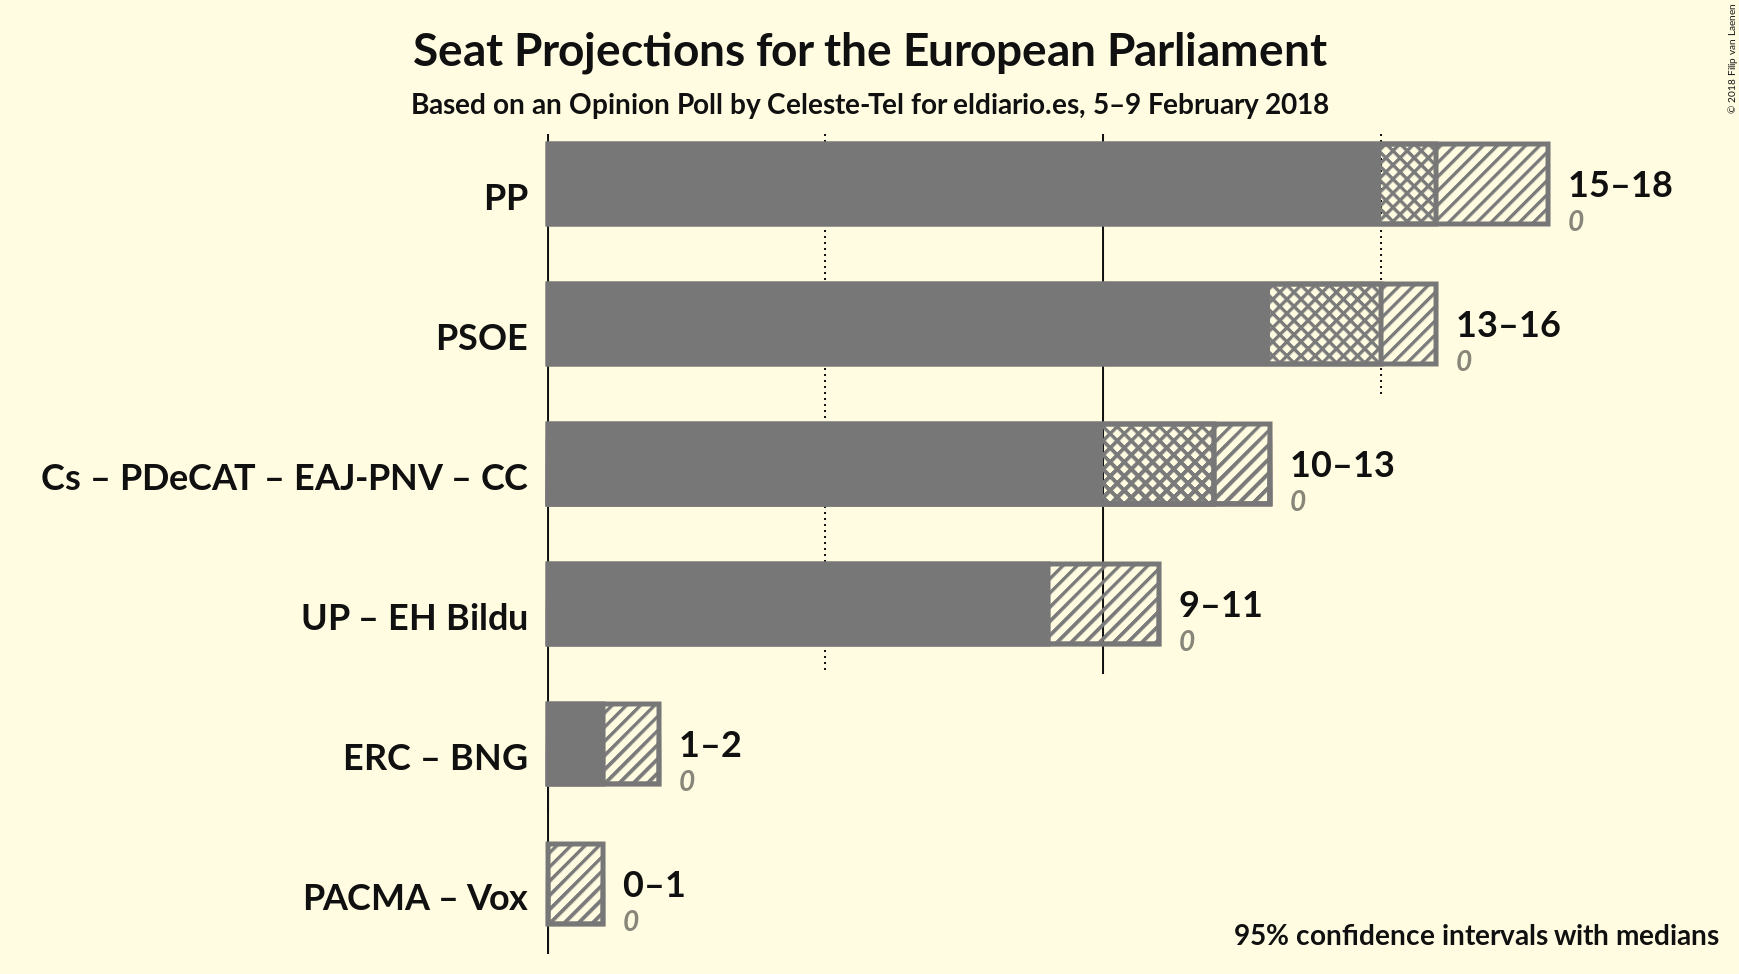 Seat Projections for the European Parliament
Based on an Opinion Poll by Celeste-Tel for eldiario.es, 5–9 February 2018
© 2018 Filip van Laenen
PP
15–18
0
PSOE
13–16
0
Cs – PDeCAT – EAJ-PNV – CC
10–13
0
UP – EH Bildu
9–11
0
ERC – BNG
1–2
0
PACMA – Vox
0–1
0
95% confidence intervals with medians